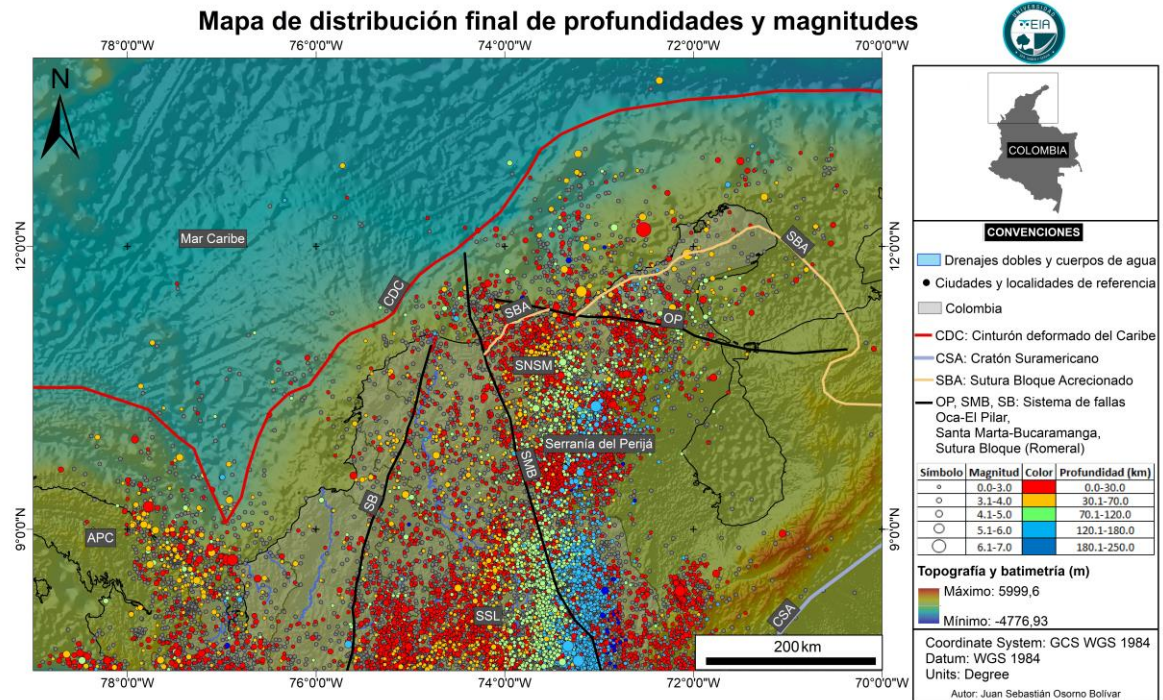 Mapa de distribución final de profundidades y magnitudes
UNIVERSIDAD
EIA
78°0'0"W
76°0'0"W
74°0'0"W
72°0'0"W
70°0'0"W
N
12°0'0"N
12°0'0"N
9°0'0"N
9°0'0"N
Mar Caribe
CDC
SBA
SBA
OP
SNSM
Serranía del Perijá
SMB
SB
APC
SSL
CSA
200 km
78°0'0"W
76°0'0"W
74°0'0"W
72°0'0"W
70°0'0"W
COLOMBIA
CONVENCIONES
Drenajes dobles y cuerpos de agua
Ciudades y localidades de referencia
Colombia
CDC: Cinturón deformado del Caribe
CSA: Cratón Suramericano
SBA: Sutura Bloque Acrecionado
OP, SMB, SB: Sistema de fallas
Oca-El Pilar,
Santa Marta-Bucaramanga,
Sutura Bloque (Romeral)
Símbolo Magnitud Color Profundidad (km)
0.0-3.0 0.0-30.0
3.1-4.0 30.1-70.0
4.1-5.0 70.1-120.0
5.1-6.0 120.1-180.0
6.1-7.0 180.1-250.0
Topografía y batimetría (m)
Máximo: 5999,6
Mínimo: -4776,93
Coordinate System: GCS WGS 1984
Datum: WGS 1984
Units: Degree
Autor: Juan Sebastián Osorno Bolívar